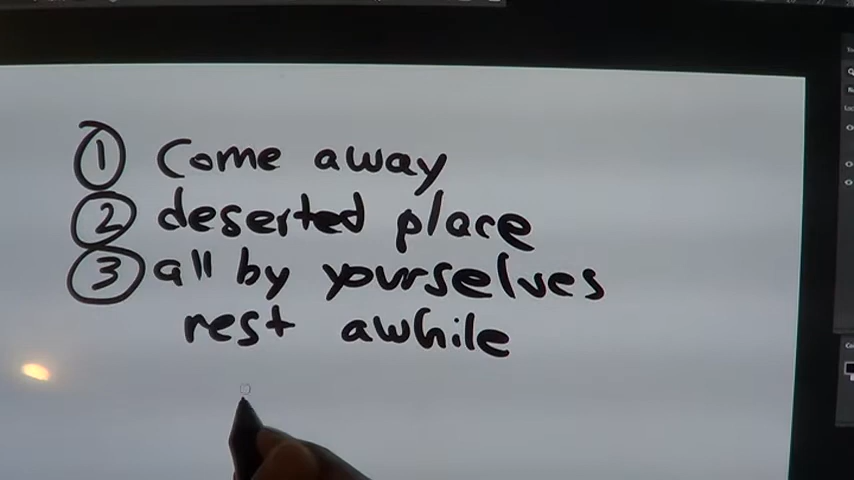 ① Come away
② deserted place
③ all by yourselves
rest awhile